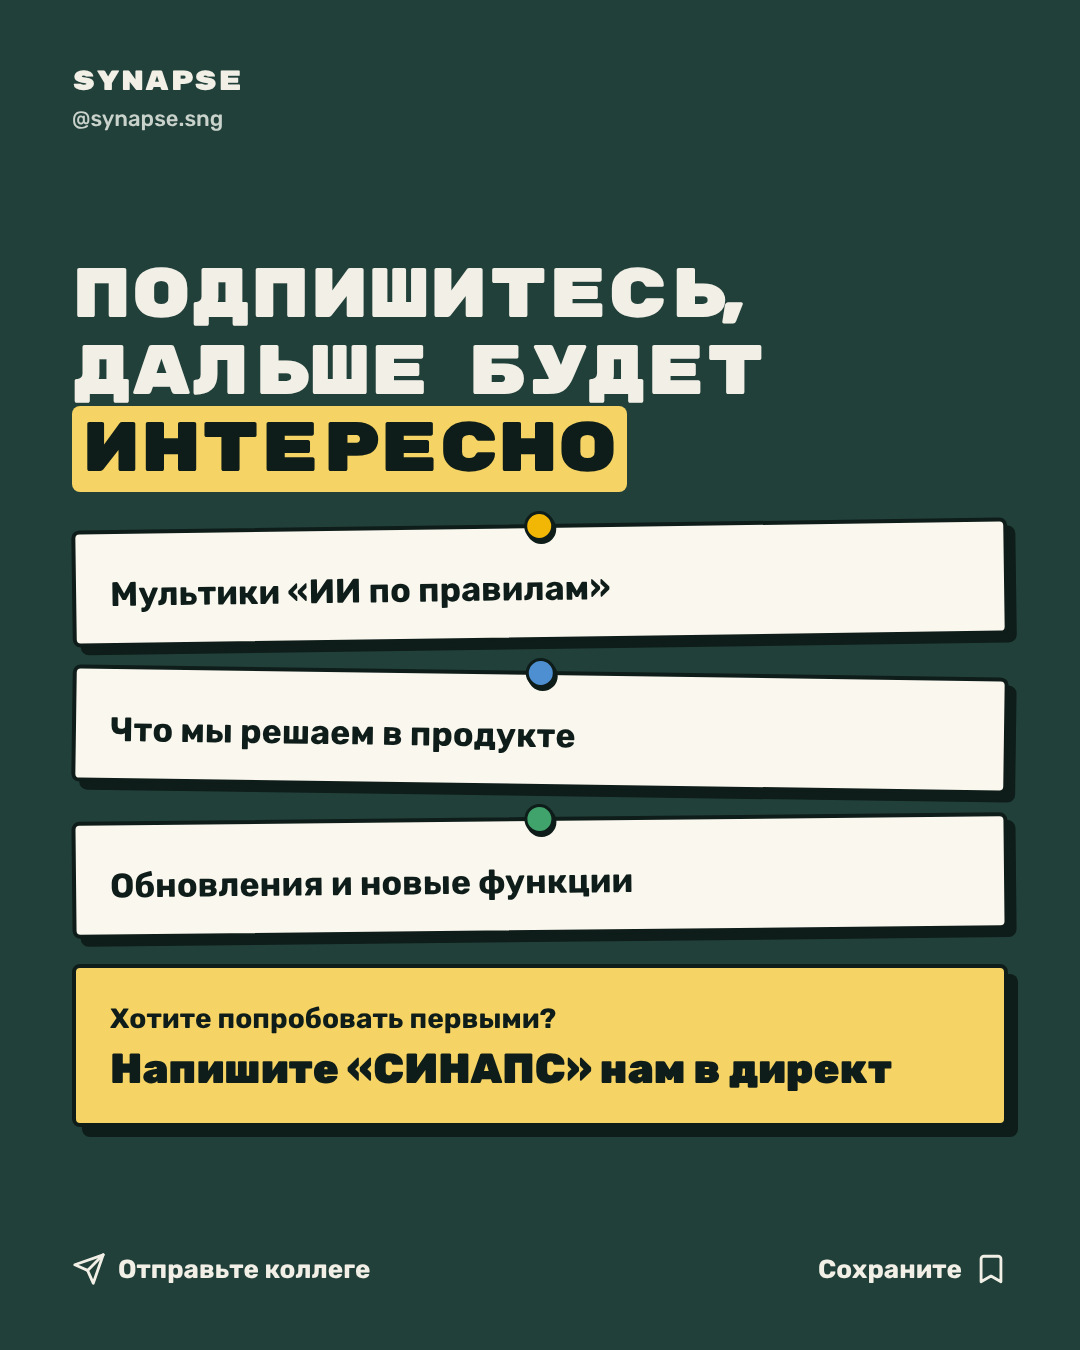 SYNAPSE
@synapse.sng
ПОДПИШИТЕСЬ,
ДАЛЬШЕ БУДЕТ
ИНТЕРЕСНО
Мультики «ИИ по правилам»
Что мы решаем в продукте
Обновления и новые функции
Хотите попробовать первыми?
Напишите «СИНАПС» нам в директ
Отправьте коллеге
Сохраните